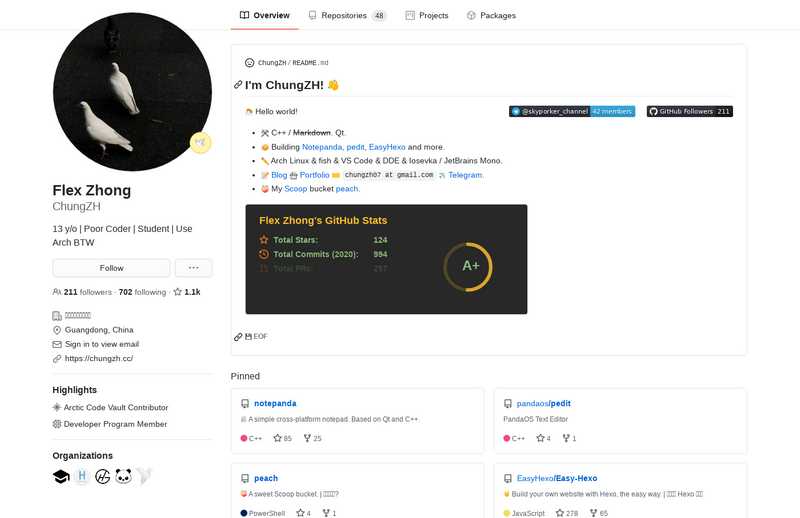 Overview
Repositories 48
Projects
Packages
ChungZH / README.md
I'm ChungZH! 👋
Hello world!
@skyporker_channel 42 members
GitHub Followers 211
C++ / Markdown. Qt.
Building Notepanda, pedit, EasyHexo and more.
Arch Linux & fish & VS Code & DDE & Iosevka / JetBrains Mono.
Blog Portfolio chungzh07 at gmail.com Telegram.
My Scoop bucket peach.
Flex Zhong's GitHub Stats
Total Stars: 124
Total Commits (2020): 994
Total PRs: 257
A+
EOF
Flex Zhong
ChungZH
13 y/o | Poor Coder | Student | Use
Arch BTW
Follow
211 followers · 702 following · 1.1k
Guangdong, China
Sign in to view email
https://chungzh.cc/
Highlights
Arctic Code Vault Contributor
Developer Program Member
Organizations
Pinned
notepanda
A simple cross-platform notepad. Based on Qt and C++.
C++ 85 25
pandaos/pedit
PandaOS Text Editor
C++ 4 1
peach
A sweet Scoop bucket. | ?
PowerShell 4 1
EasyHexo/Easy-Hexo
Build your own website with Hexo, the easy way. | Hexo
JavaScript 278 65